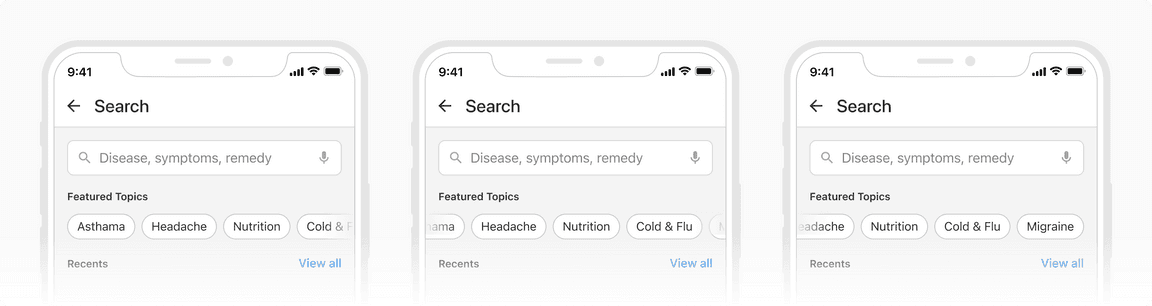 9:41
Search
Disease, symptoms, remedy
Featured Topics
Asthama Headache Nutrition Cold & F
Recents View all
9:41
Search
Disease, symptoms, remedy
Featured Topics
ama Headache Nutrition Cold & Flu
Recents View all
9:41
Search
Disease, symptoms, remedy
Featured Topics
eadache Nutrition Cold & Flu Migraine
Recents View all